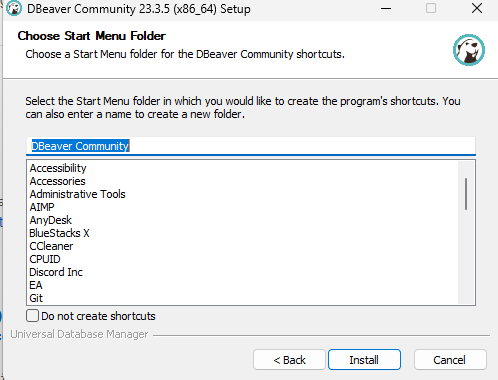 DBeaver Community 23.3.5 (x86_64) Setup
Choose Start Menu Folder
Choose a Start Menu folder for the DBeaver Community shortcuts.
Select the Start Menu folder in which you would like to create the program's shortcuts. You
can also enter a name to create a new folder.
DBeaver Community
Accessibility
Accessories
Administrative Tools
AIMP
AnyDesk
BlueStacks X
CCleaner
CPUID
Discord Inc
EA
Git
Do not create shortcuts
Universal Database Manager
< Back
Install
Cancel